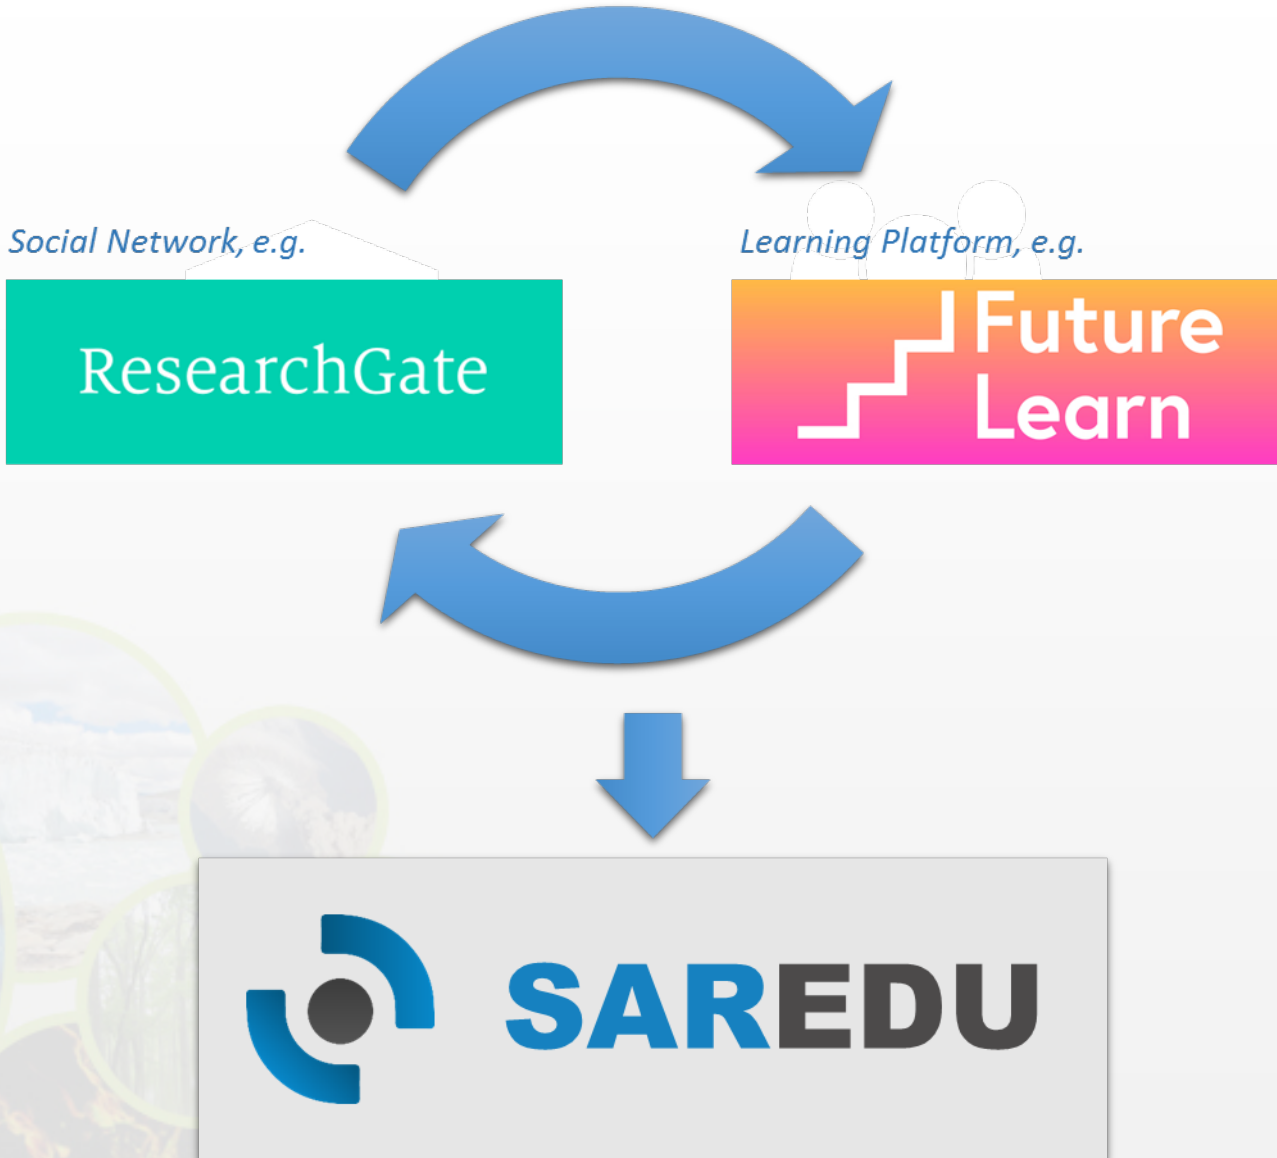 Social Network, e.g.
Learning Platform, e.g.
ResearchGate
Future
Learn
SAREDU